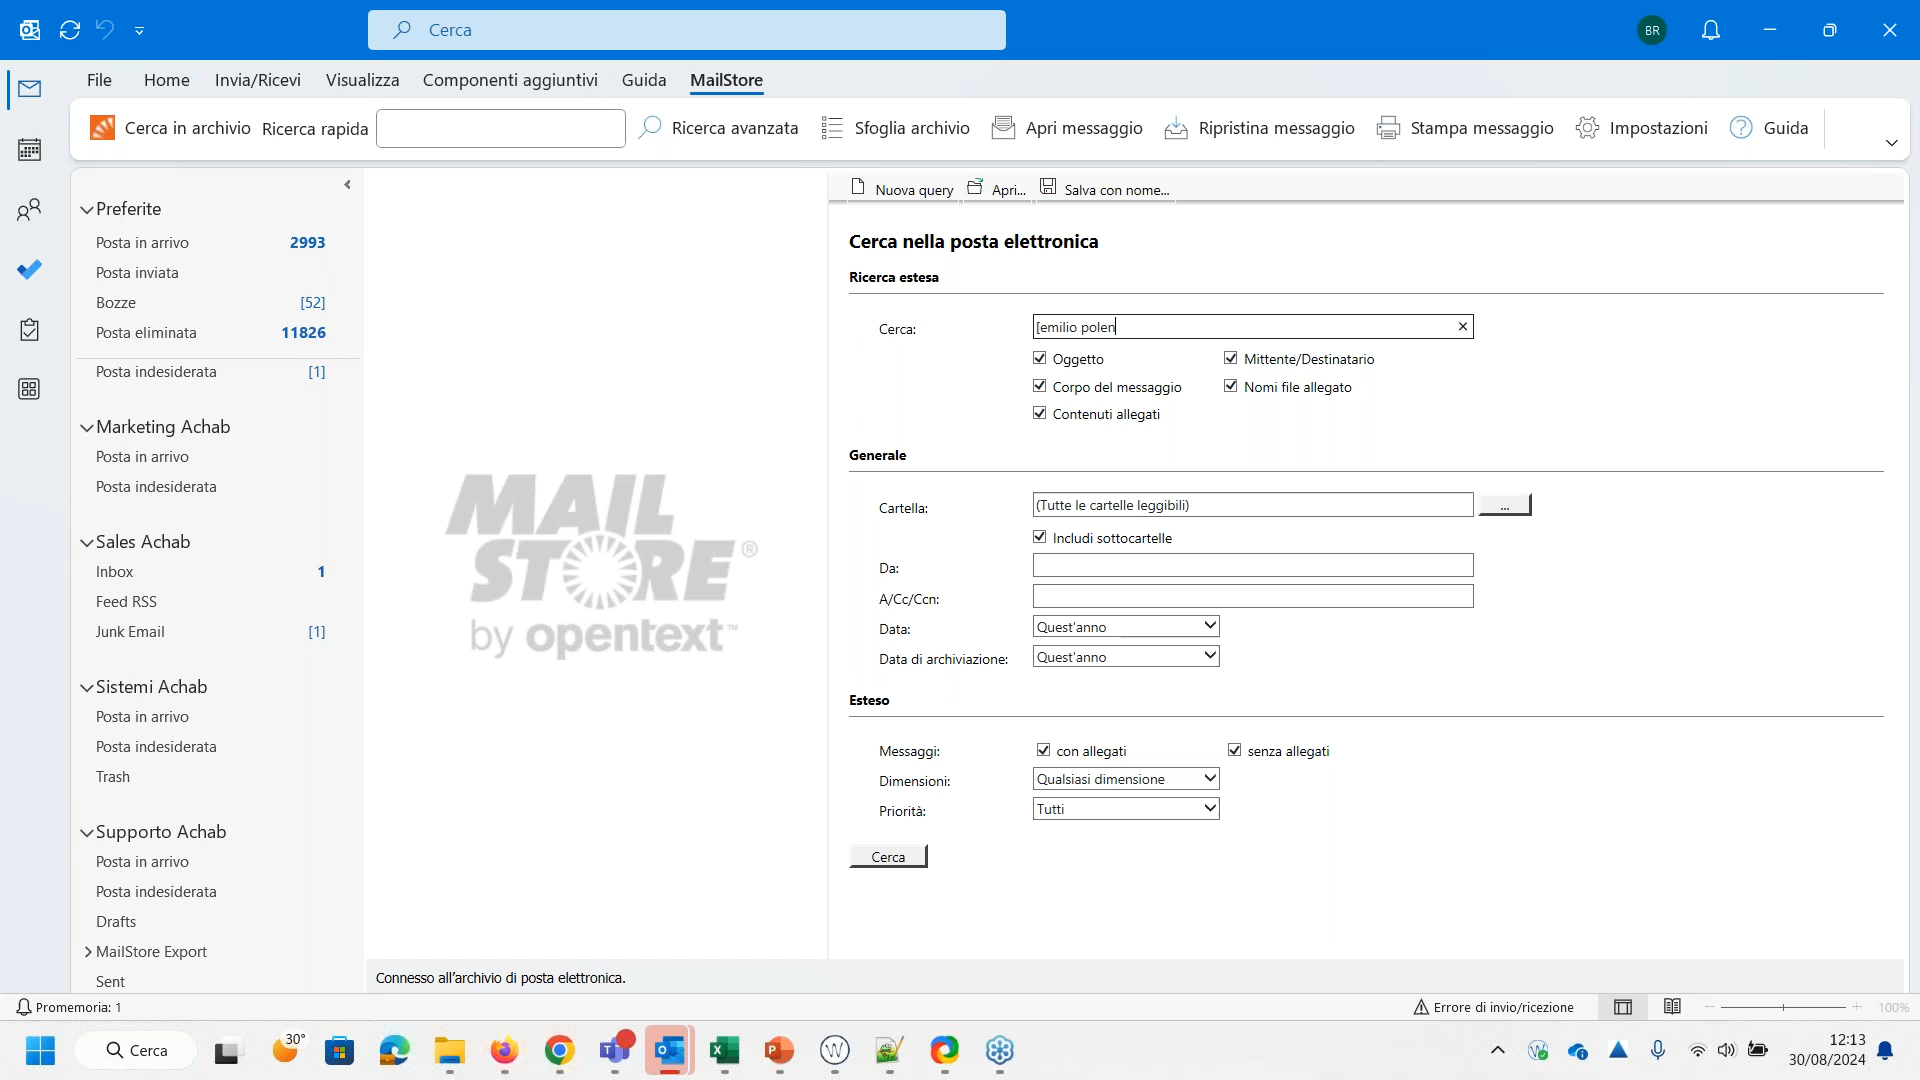 Cerca
BR
File Home Invia/Ricevi Visualizza Componenti aggiuntivi Guida MailStore
Cerca in archivio Ricerca rapida Ricerca avanzata Sfoglia archivio Apri messaggio Ripristina messaggio Stampa messaggio Impostazioni Guida
Preferite
Posta in arrivo 2993
Posta inviata
Bozze [52]
Posta eliminata 11826
Posta indesiderata [1]
Marketing Achab
Posta in arrivo
Posta indesiderata
Sales Achab
Inbox 1
Feed RSS
Junk Email [1]
Sistemi Achab
Posta in arrivo
Posta indesiderata
Trash
Supporto Achab
Posta in arrivo
Posta indesiderata
Drafts
MailStore Export
Sent
MAIL
STORE®
by opentext™
Nuova query Apri... Salva con nome...
Cerca nella posta elettronica
Ricerca estesa
Cerca: [emilio polen
Oggetto Mittente/Destinatario
Corpo del messaggio Nomi file allegato
Contenuti allegati
Generale
Cartella: (Tutte le cartelle leggibili) ...
Includi sottocartelle
Da:
A/Cc/Ccn:
Data: Quest'anno
Data di archiviazione: Quest'anno
Esteso
Messaggi: con allegati senza allegati
Dimensioni: Qualsiasi dimensione
Priorità: Tutti
Cerca
Connesso all’archivio di posta elettronica.
Promemoria: 1 Errore di invio/ricezione 100%
Cerca 30° 12:13
30/08/2024